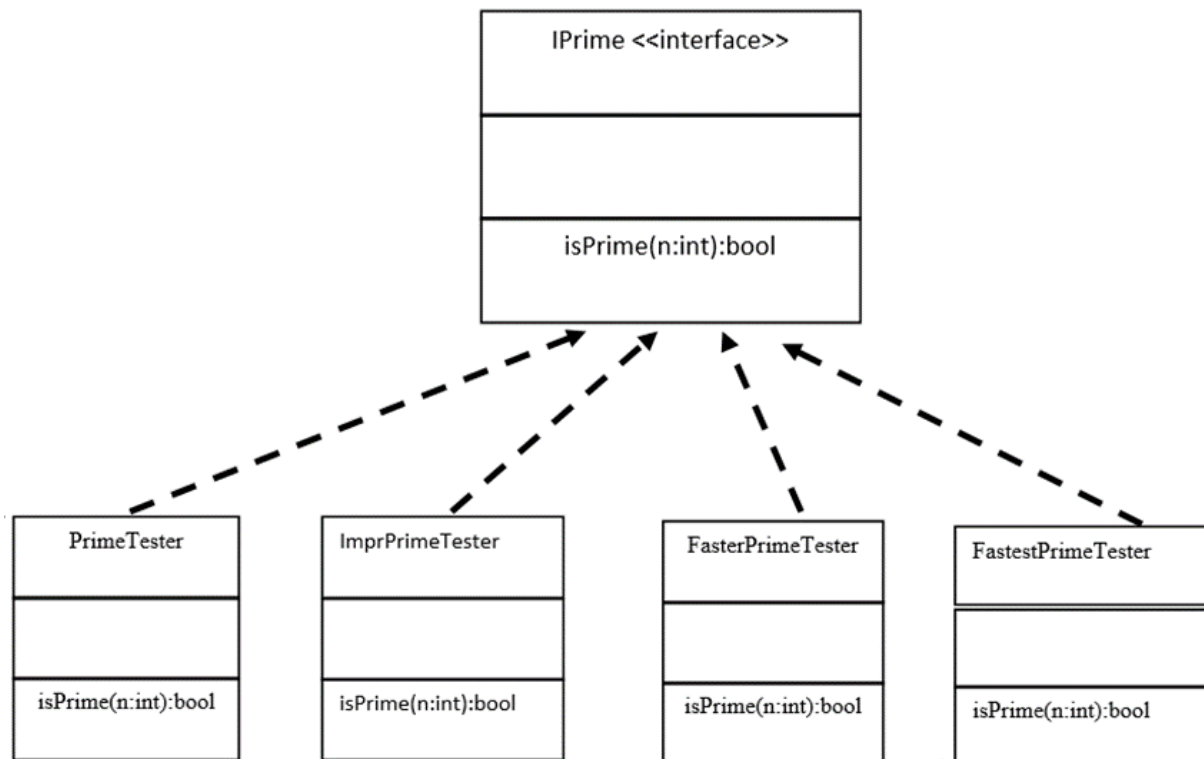 IPrime <<interface>>
isPrime(n:int):bool
PrimeTester
ImprPrimeTester
FasterPrimeTester
FastestPrimeTester
isPrime(n:int):bool
isPrime(n:int):bool
isPrime(n:int):bool
isPrime(n:int):bool